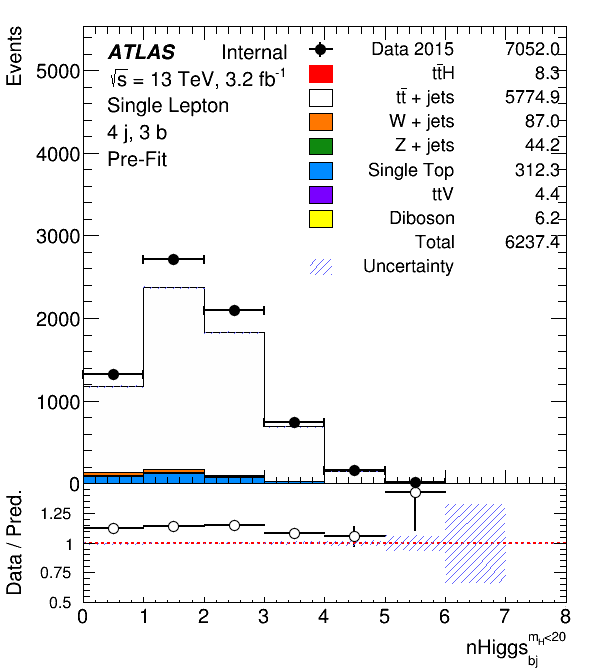 Events
ATLAS Internal
√s = 13 TeV, 3.2 fb⁻¹
Single Lepton
4 j, 3 b
Pre-Fit
Data 2015 7052.0
tt̄H 8.3
tt̄ + jets 5774.9
W + jets 87.0
Z + jets 44.2
Single Top 312.3
ttV 4.4
Diboson 6.2
Total 6237.4
Uncertainty
5000
4000
3000
2000
1000
0
Data / Pred.
1.25
1
0.75
0.5
0 1 2 3 4 5 6 7 8
nHiggs_bj^m_H<20